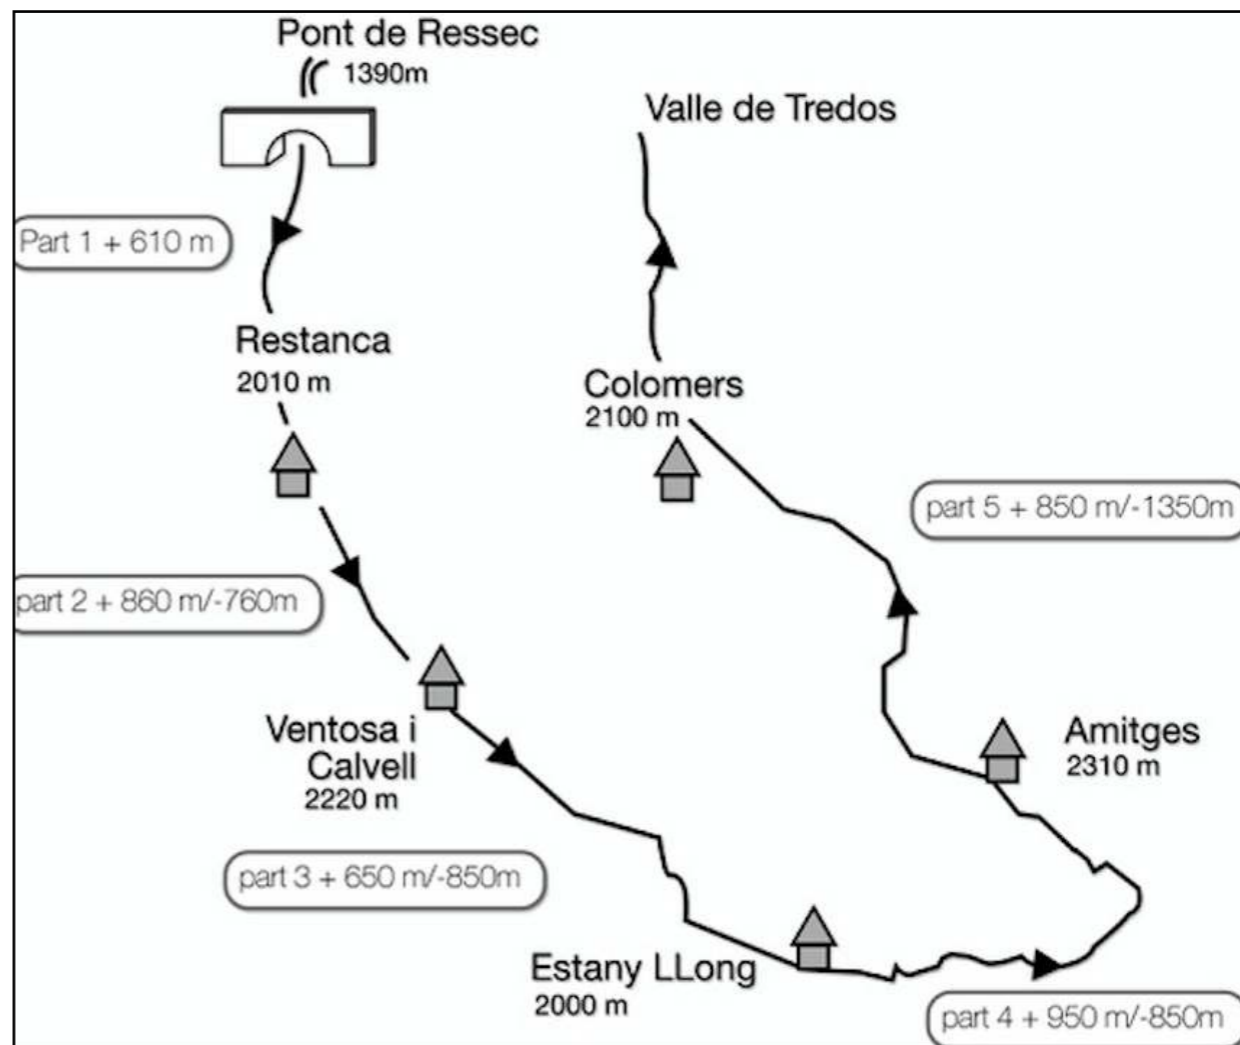 Pont de Ressec
1390m
Valle de Tredos
Part 1 + 610 m
Restanca
2010 m
Colomers
2100 m
part 5 + 850 m/-1350m
part 2 + 860 m/-760m
Ventosa i
Calvell
2220 m
Amitges
2310 m
part 3 + 650 m/-850m
Estany LLong
2000 m
part 4 + 950 m/-850m